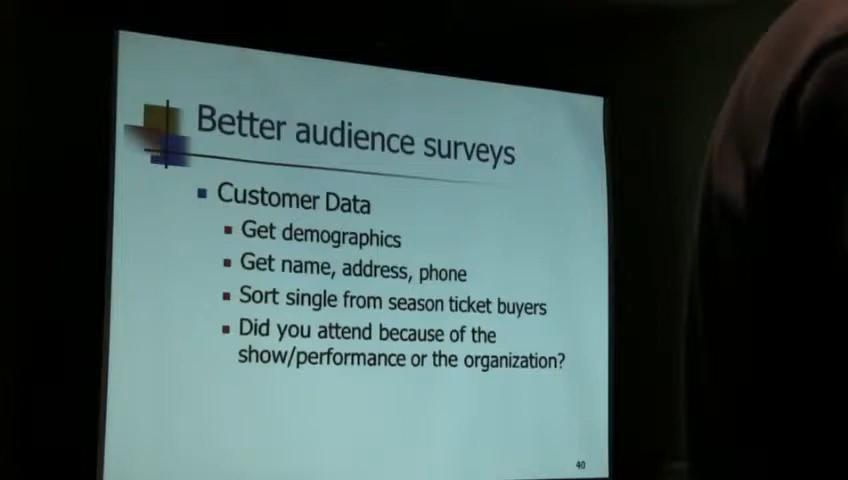 Better audience surveys
Customer Data
Get demographics
Get name, address, phone
Sort single from season ticket buyers
Did you attend because of the
show/performance or the organization?
40